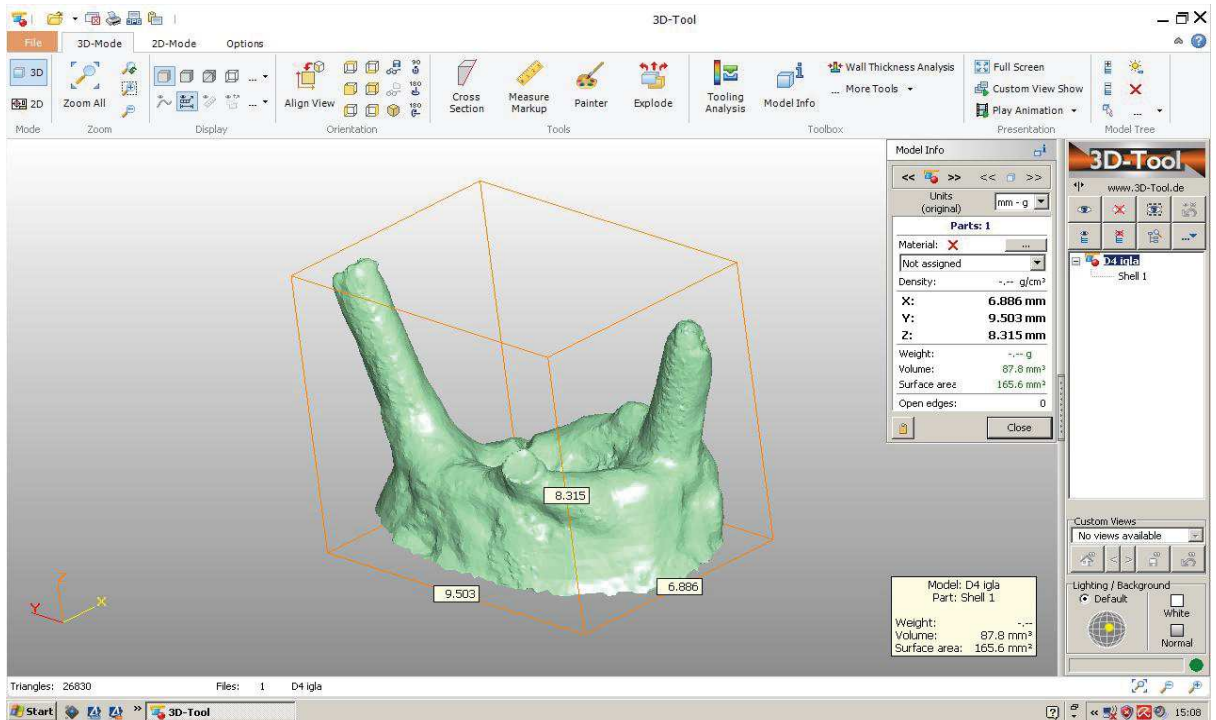 3D-Tool
File 3D-Mode 2D-Mode Options
3D
2D
Zoom All
Align View
90
180
180
Cross Section
Measure Markup
Painter
Explode
Tooling Analysis
Model Info
Wall Thickness Analysis
... More Tools
Full Screen
Custom View Show
Play Animation
Mode Zoom Display Orientation Tools Toolbox Presentation Model Tree
Model Info
<< >> << >>
Units
(original) mm - g
Parts: 1
Material: ...
Not assigned
Density: -,-- g/cm³
X: 6.886 mm
Y: 9.503 mm
Z: 8.315 mm
Weight: -,-- g
Volume: 87.8 mm³
Surface area 165.6 mm²
Open edges: 0
Close
3D-Tool
www.3D-Tool.de
D4 igla
Shell 1
8.315
9.503
6.886
Z
Y
X
Model: D4 igla
Part: Shell 1
Weight: -,--
Volume: 87.8 mm³
Surface area: 165.6 mm²
Custom Views
No views available
< >
Lighting / Background
Default
White
Normal
Triangles: 26830 Files: 1 D4 igla
Start » 3D-Tool « 15:08